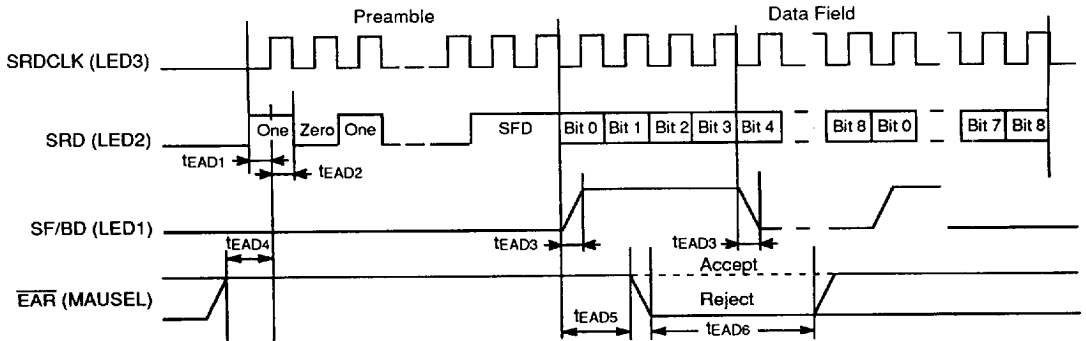 Preamble Data Field
SRDCLK (LED3)
SRD (LED2) One Zero One SFD Bit 0 Bit 1 Bit 2 Bit 3 Bit 4 Bit 8 Bit 0 Bit 7 Bit 8
tEAD1 tEAD2
SF/BD (LED1)
tEAD4 tEAD3 tEAD3
Accept
EAR (MAUSEL) Reject
tEAD5 tEAD6